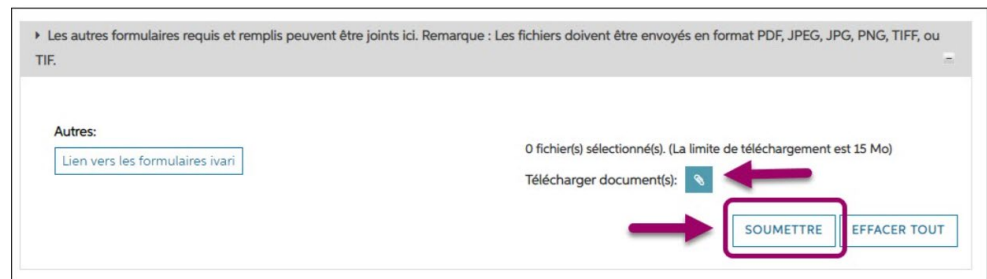 Les autres formulaires requis et remplis peuvent être joints ici. Remarque : Les fichiers doivent être envoyés en format PDF, JPEG, JPG, PNG, TIFF, ou
TIF.
Autres:
Lien vers les formulaires ivari
0 fichier(s) sélectionné(s). (La limite de téléchargement est 15 Mo)
Télécharger document(s):
SOUMETTRE
EFFACER TOUT